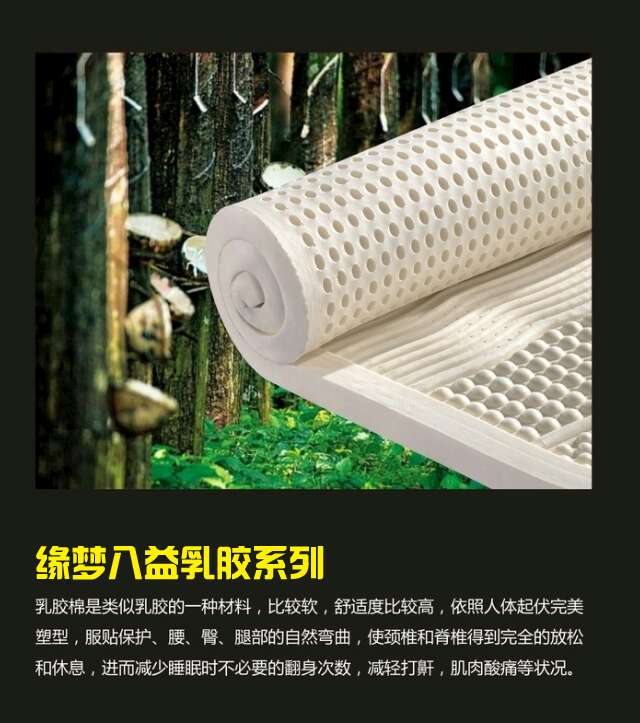 缘梦八益乳胶系列
乳胶棉是类似乳胶的一种材料，比较软，舒适度比较高，依照人体起伏完美
塑型，服贴保护、腰、臀、腿部的自然弯曲，使颈椎和脊椎得到完全的放松
和休息，进而减少睡眠时不必要的翻身次数，减轻打鼾，肌肉酸痛等状况。